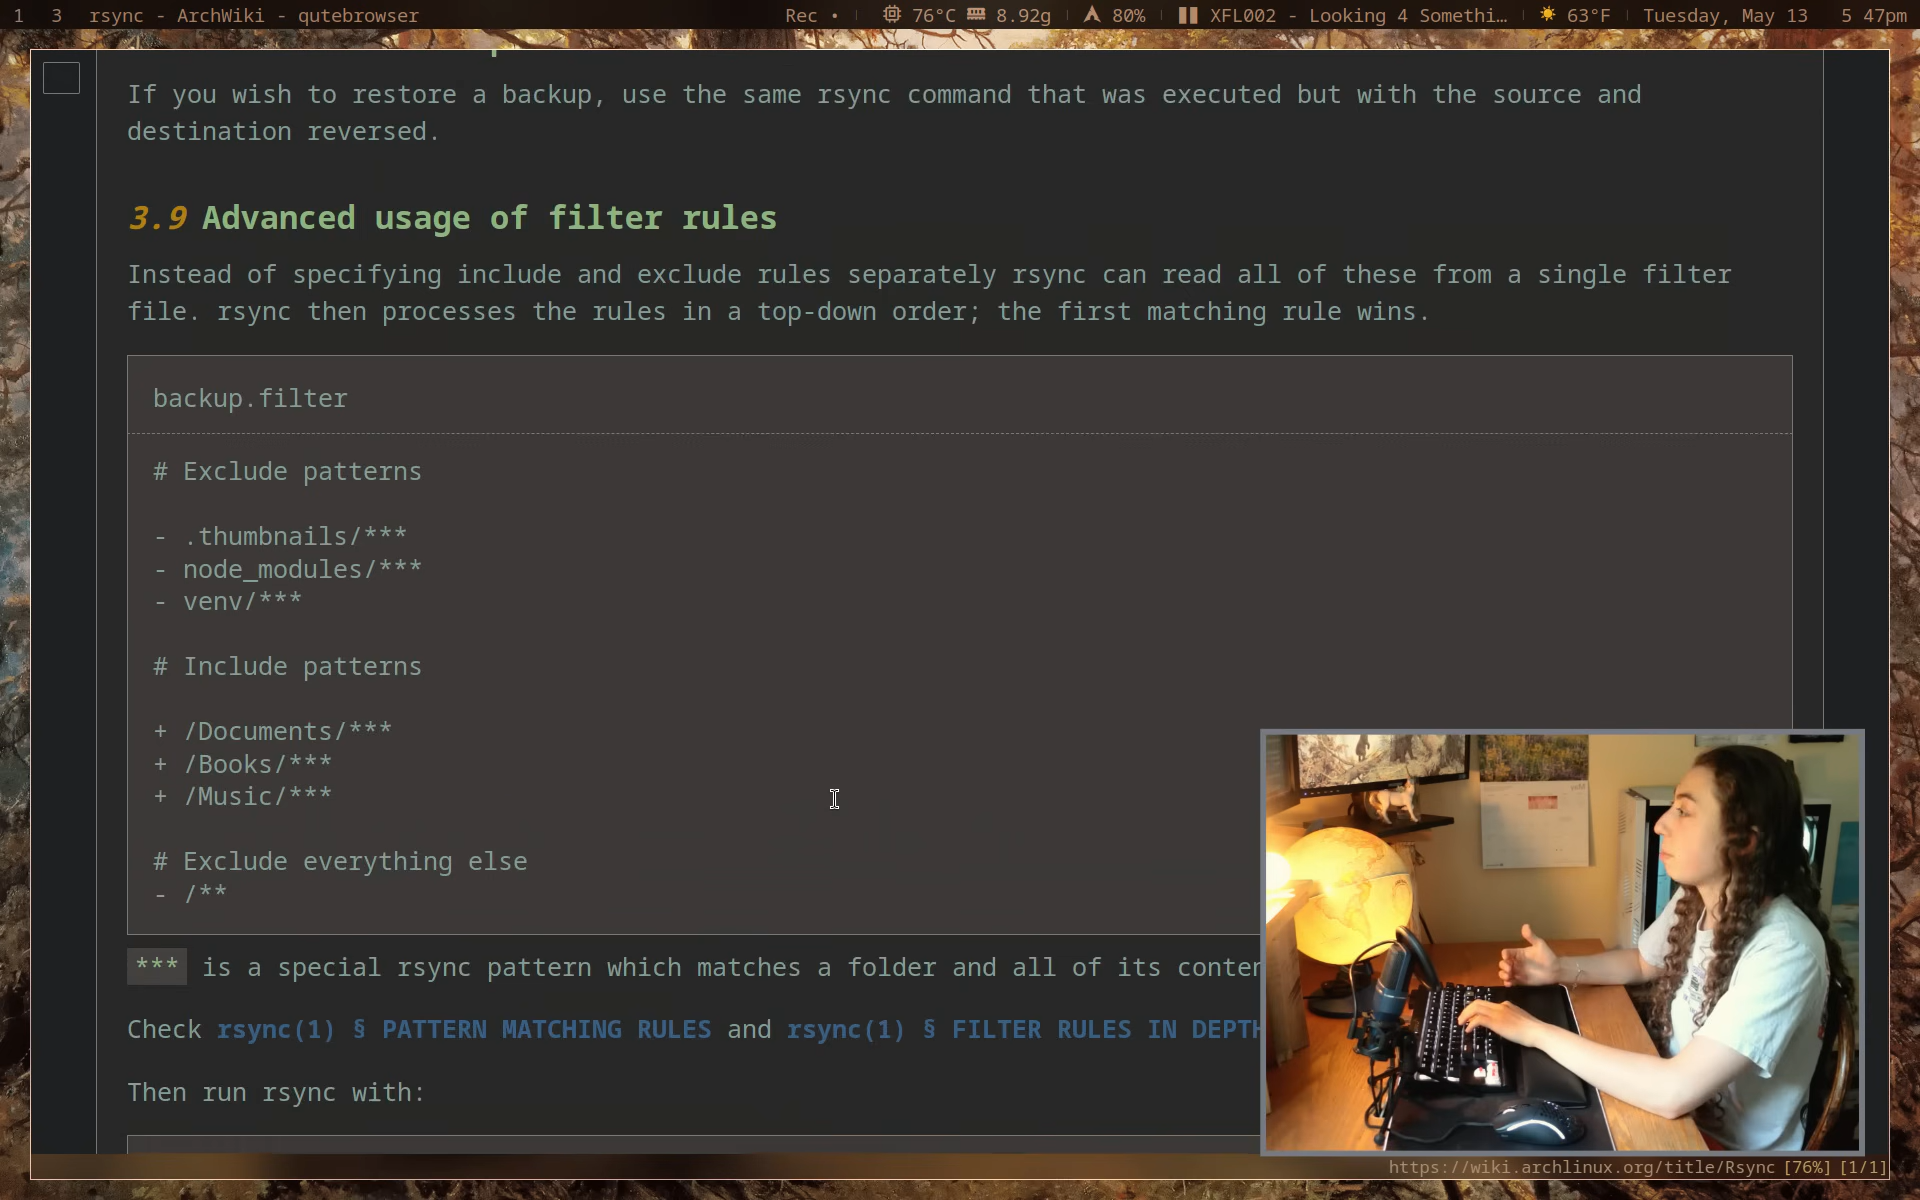 1 3 rsync - ArchWiki - qutebrowser Rec • 76°C 8.92g 80% XFL002 - Looking 4 Somethi… 63°F Tuesday, May 13 5 47pm
If you wish to restore a backup, use the same rsync command that was executed but with the source and
destination reversed.
3.9 Advanced usage of filter rules
Instead of specifying include and exclude rules separately rsync can read all of these from a single filter
file. rsync then processes the rules in a top-down order; the first matching rule wins.
backup.filter
# Exclude patterns
- .thumbnails/***
- node_modules/***
- venv/***
# Include patterns
+ /Documents/***
+ /Books/***
+ /Music/***
# Exclude everything else
- /**
*** is a special rsync pattern which matches a folder and all of its conten
Check rsync(1) § PATTERN MATCHING RULES and rsync(1) § FILTER RULES IN DEPTH
Then run rsync with:
https://wiki.archlinux.org/title/Rsync [76%] [1/1]